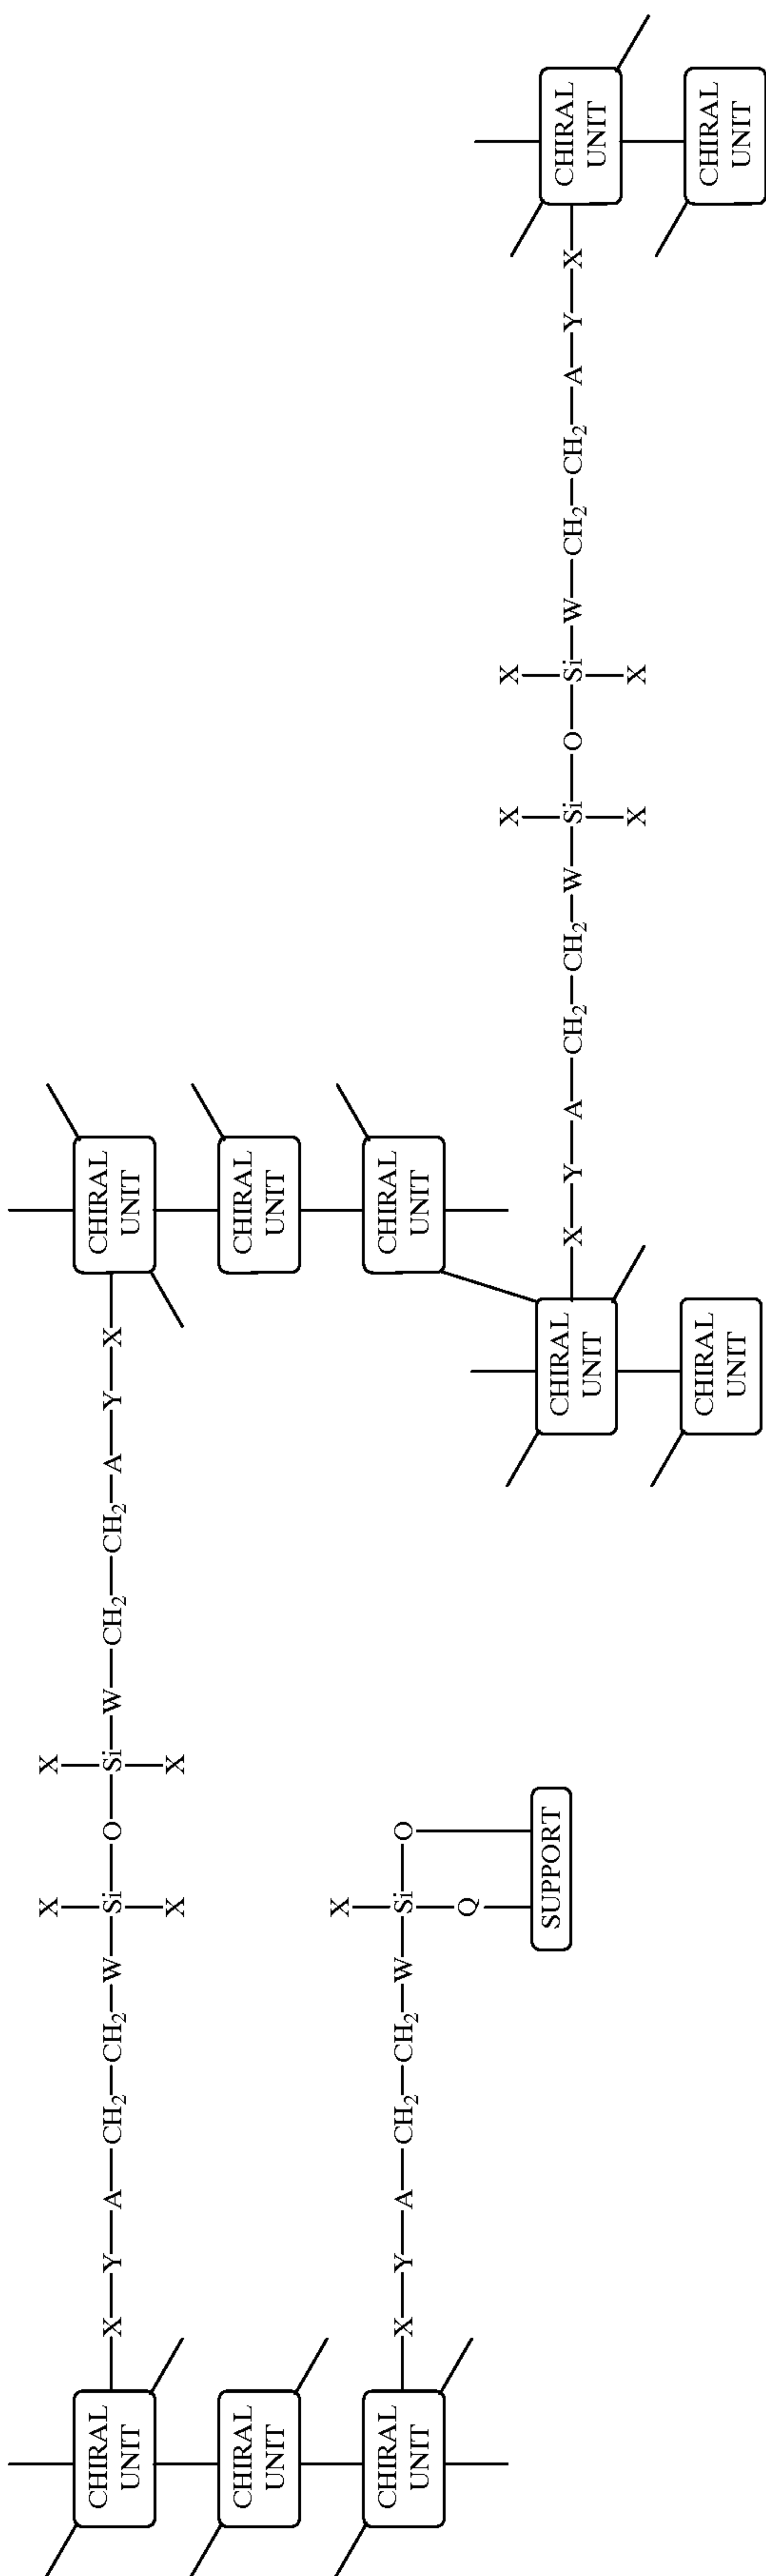 X X
CHIRAL
UNIT
X—Y—A—CH₂—CH₂—W—Si—O—Si—W—CH₂—CH₂—A—Y—X
CHIRAL
UNIT
X X
CHIRAL
UNIT
CHIRAL
UNIT
X
CHIRAL
UNIT
X—Y—A—CH₂—CH₂—W—Si—O
CHIRAL
UNIT
Q
SUPPORT
X X
CHIRAL
UNIT
X—Y—A—CH₂—CH₂—W—Si—O—Si—W—CH₂—CH₂—A—Y—X
CHIRAL
UNIT
X X
CHIRAL
UNIT
CHIRAL
UNIT